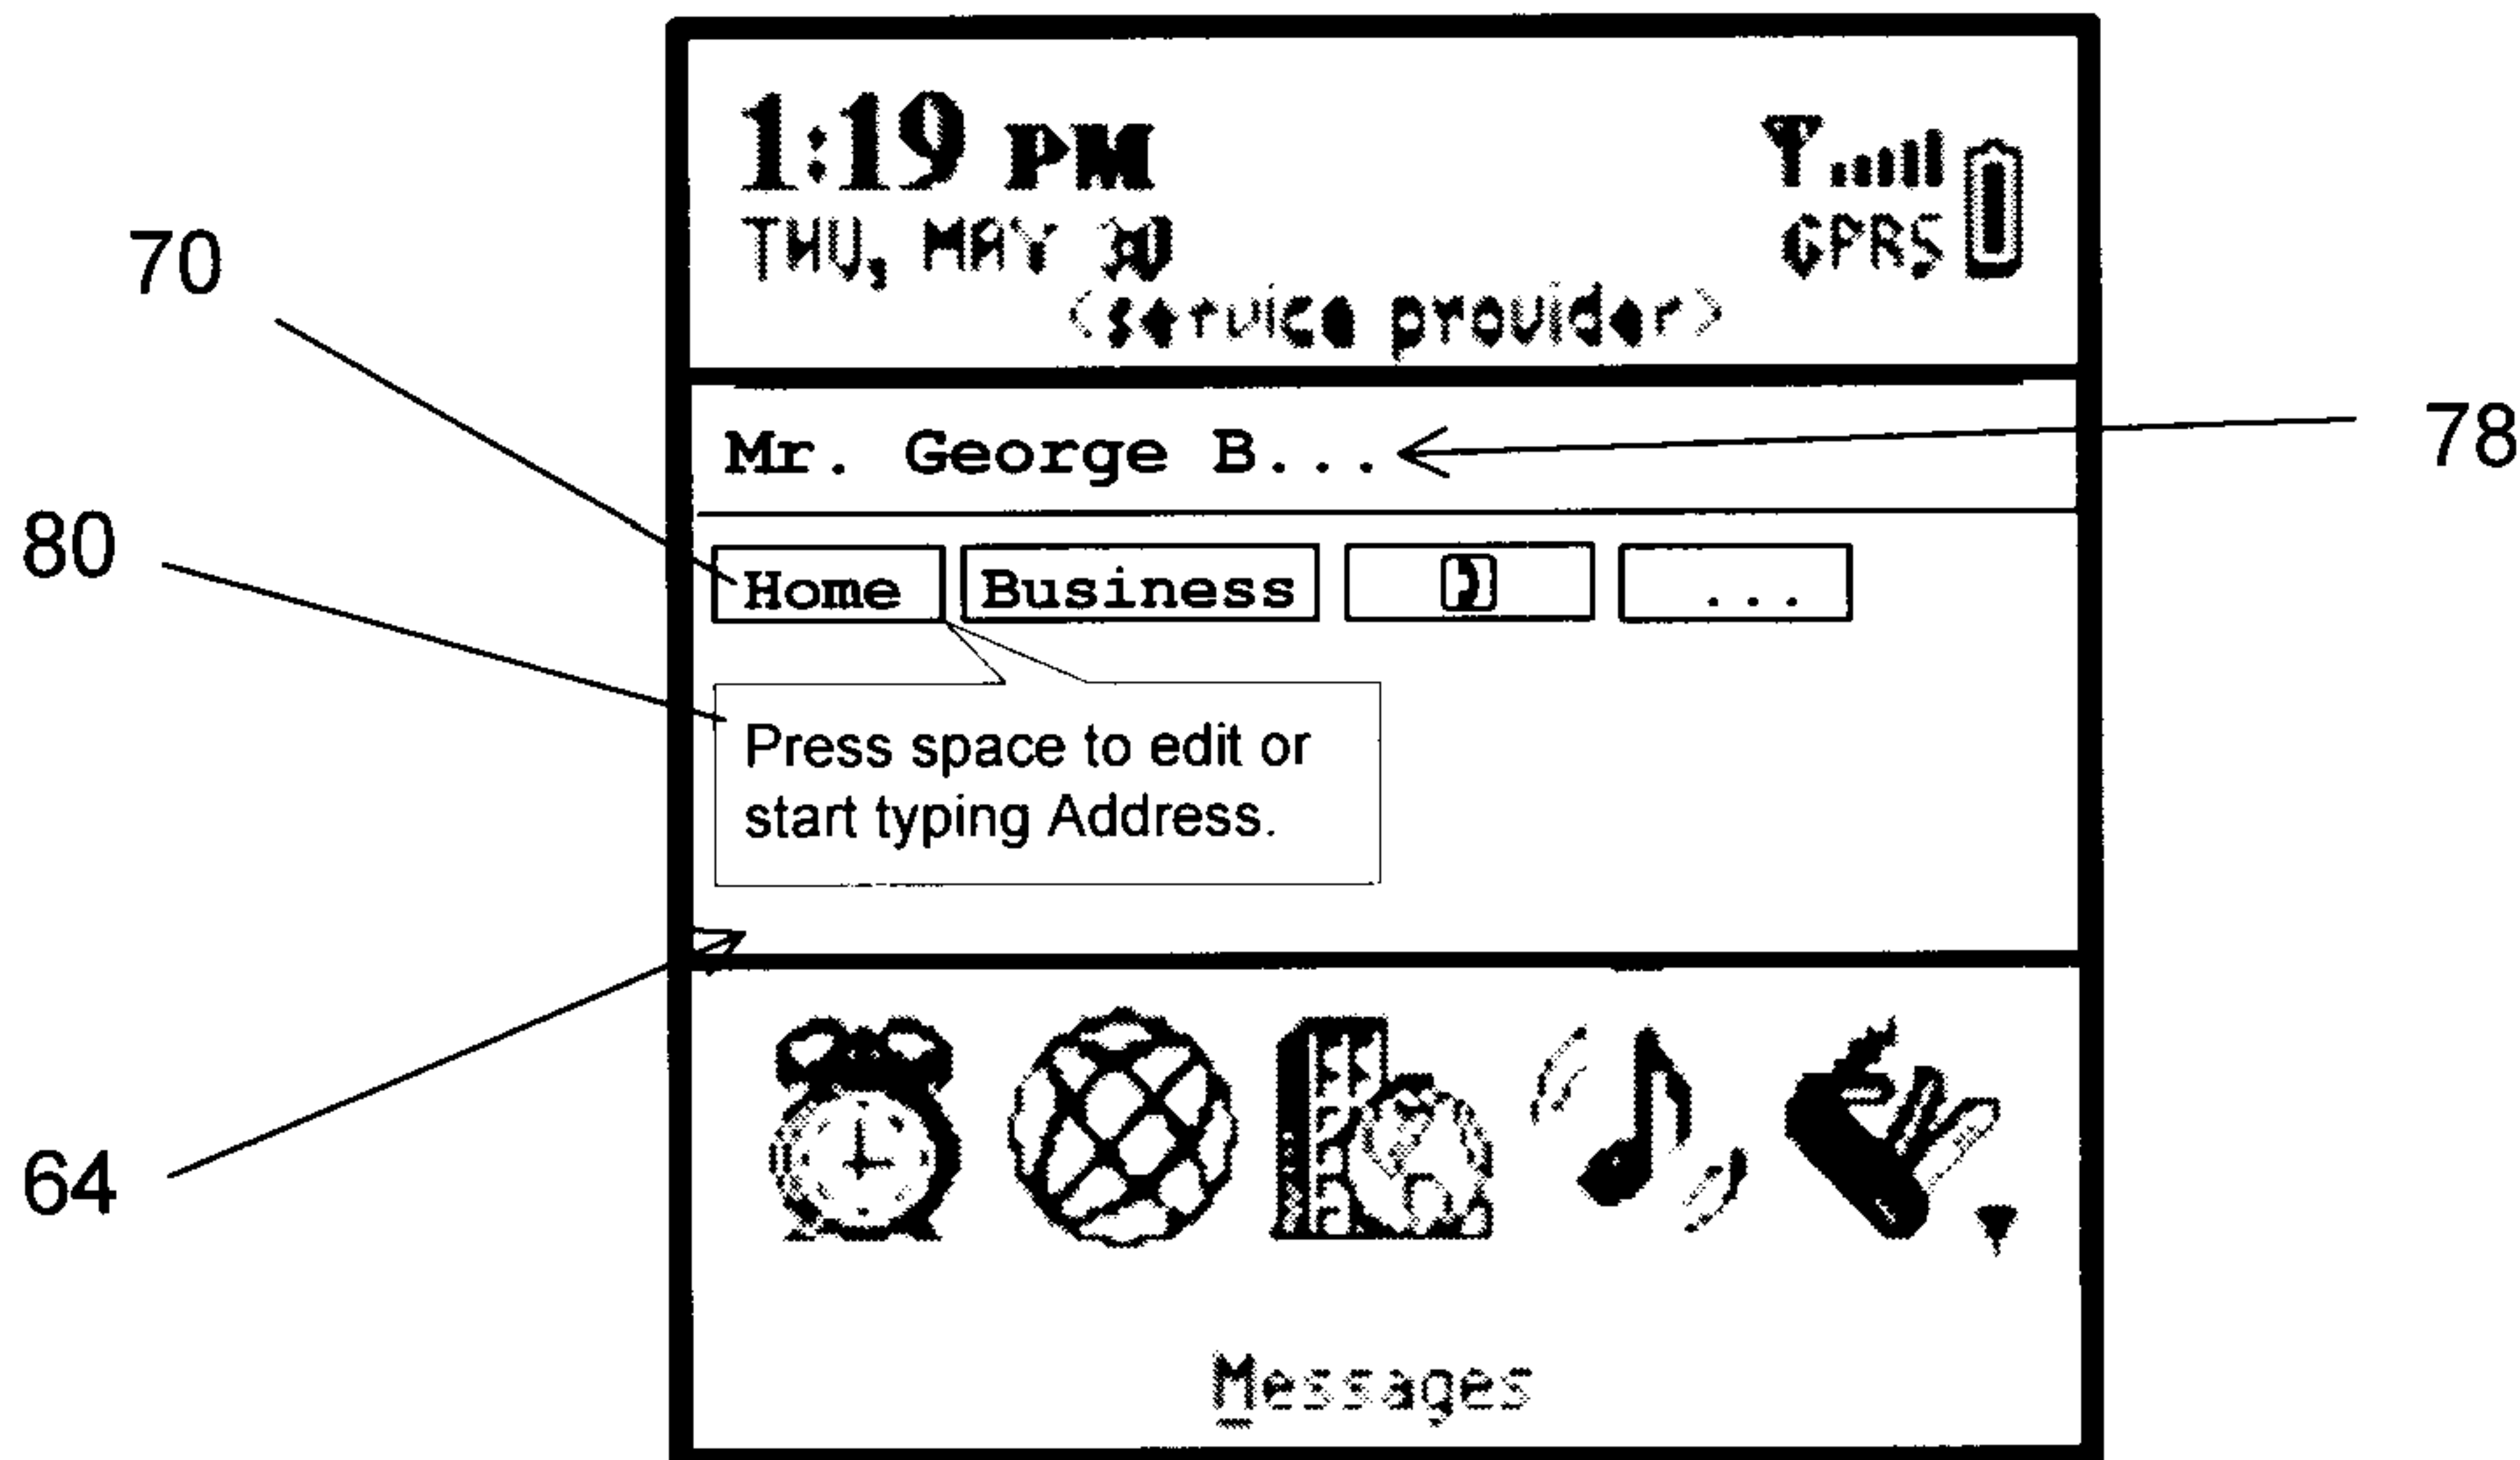 1:19 PM
THU, MAY
GPRS
<service provider>
70
Mr. George B...
78
80
Home
Business
...
Press space to edit or
start typing Address.
64
Messages